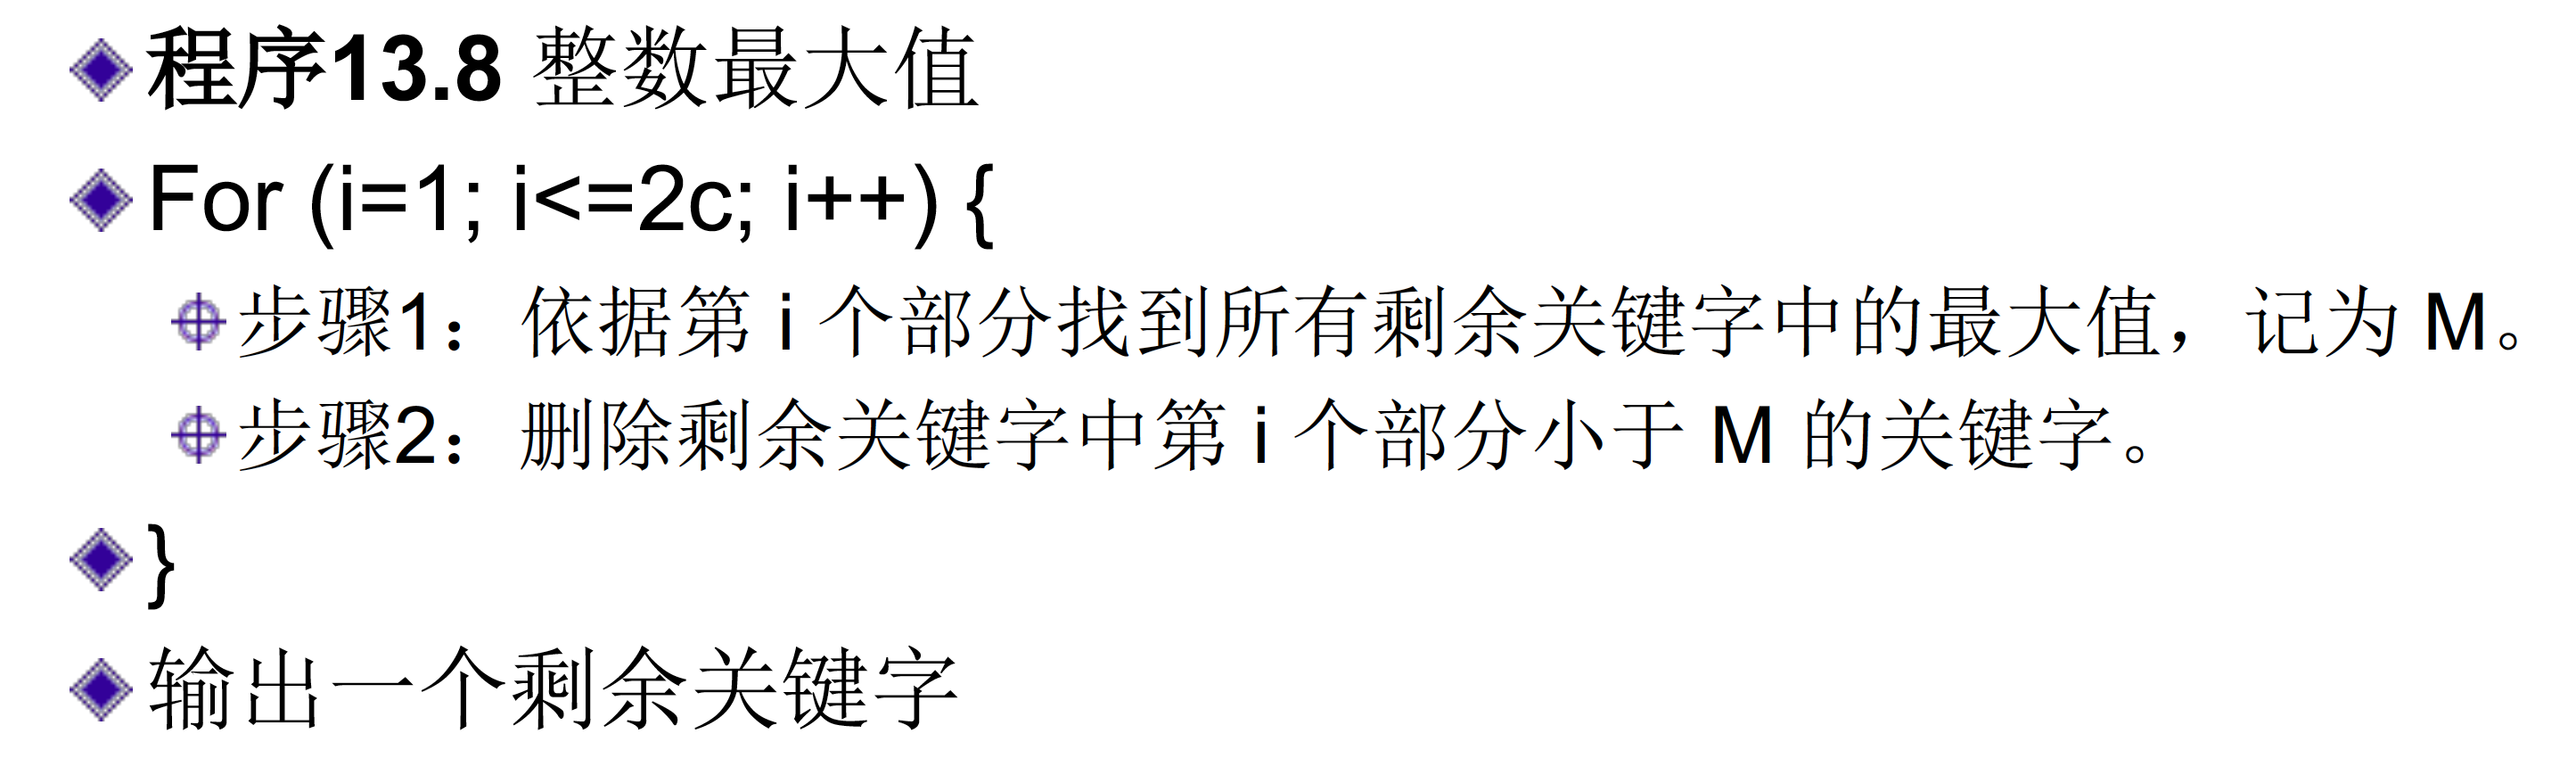 程序13.8 整数最大值
For (i=1; i<=2c; i++) {
步骤1：依据第 i 个部分找到所有剩余关键字中的最大值，记为 M。
步骤2：删除剩余关键字中第 i 个部分小于 M 的关键字。
}
输出一个剩余关键字